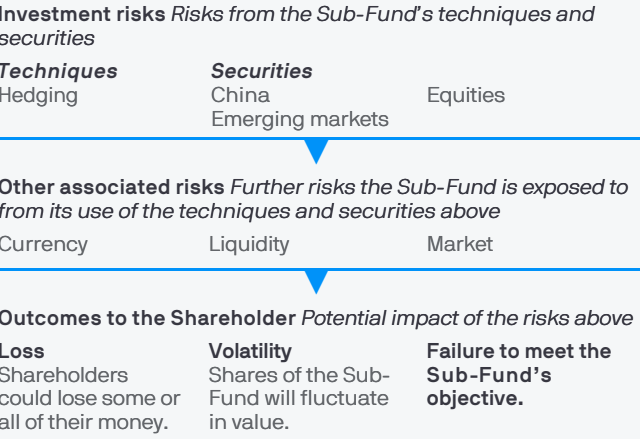 Investment risks Risks from the Sub-Fund's techniques and
securities
Techniques Securities
Hedging China Equities
Emerging markets
Other associated risks Further risks the Sub-Fund is exposed to
from its use of the techniques and securities above
Currency Liquidity Market
Outcomes to the Shareholder Potential impact of the risks above
Loss Volatility Failure to meet the
Shareholders Shares of the Sub- Sub-Fund's
could lose some or Fund will fluctuate objective.
all of their money. in value.